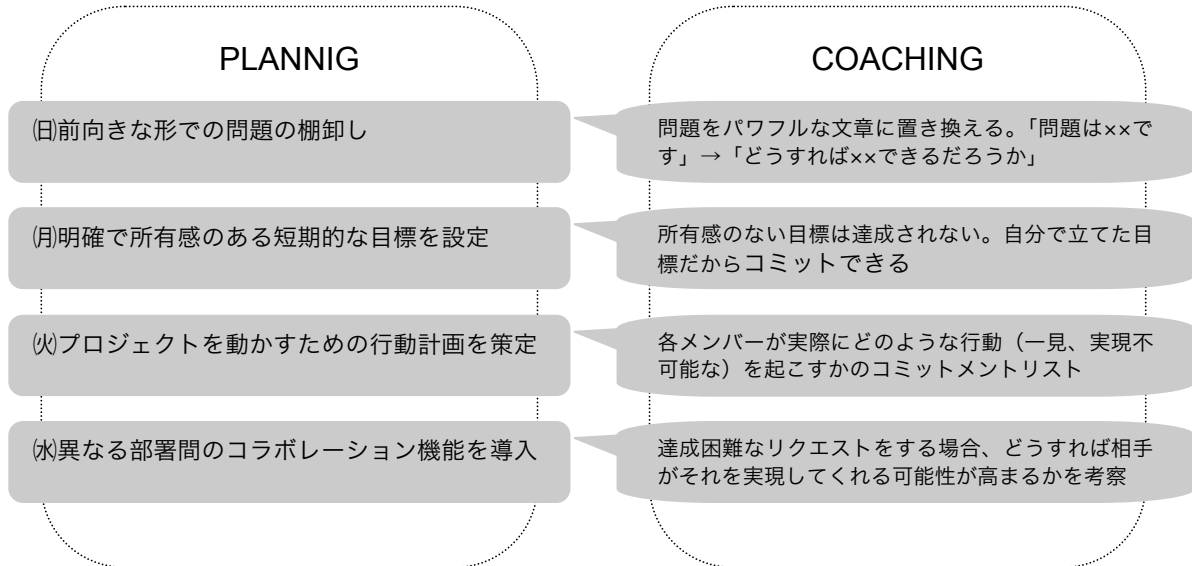 PLANNIG
COACHING
㈰前向きな形での問題の棚卸し
問題をパワフルな文章に置き換える。「問題は××で
す」→「どうすれば××できるだろうか」
㈪明確で所有感のある短期的な目標を設定
所有感のない目標は達成されない。自分で立てた目
標だからコミットできる
㈫プロジェクトを動かすための行動計画を策定
各メンバーが実際にどのような行動（一見、実現不
可能な）を起こすかのコミットメントリスト
㈬異なる部署間のコラボレーション機能を導入
達成困難なリクエストをする場合、どうすれば相手
がそれを実現してくれる可能性が高まるかを考察